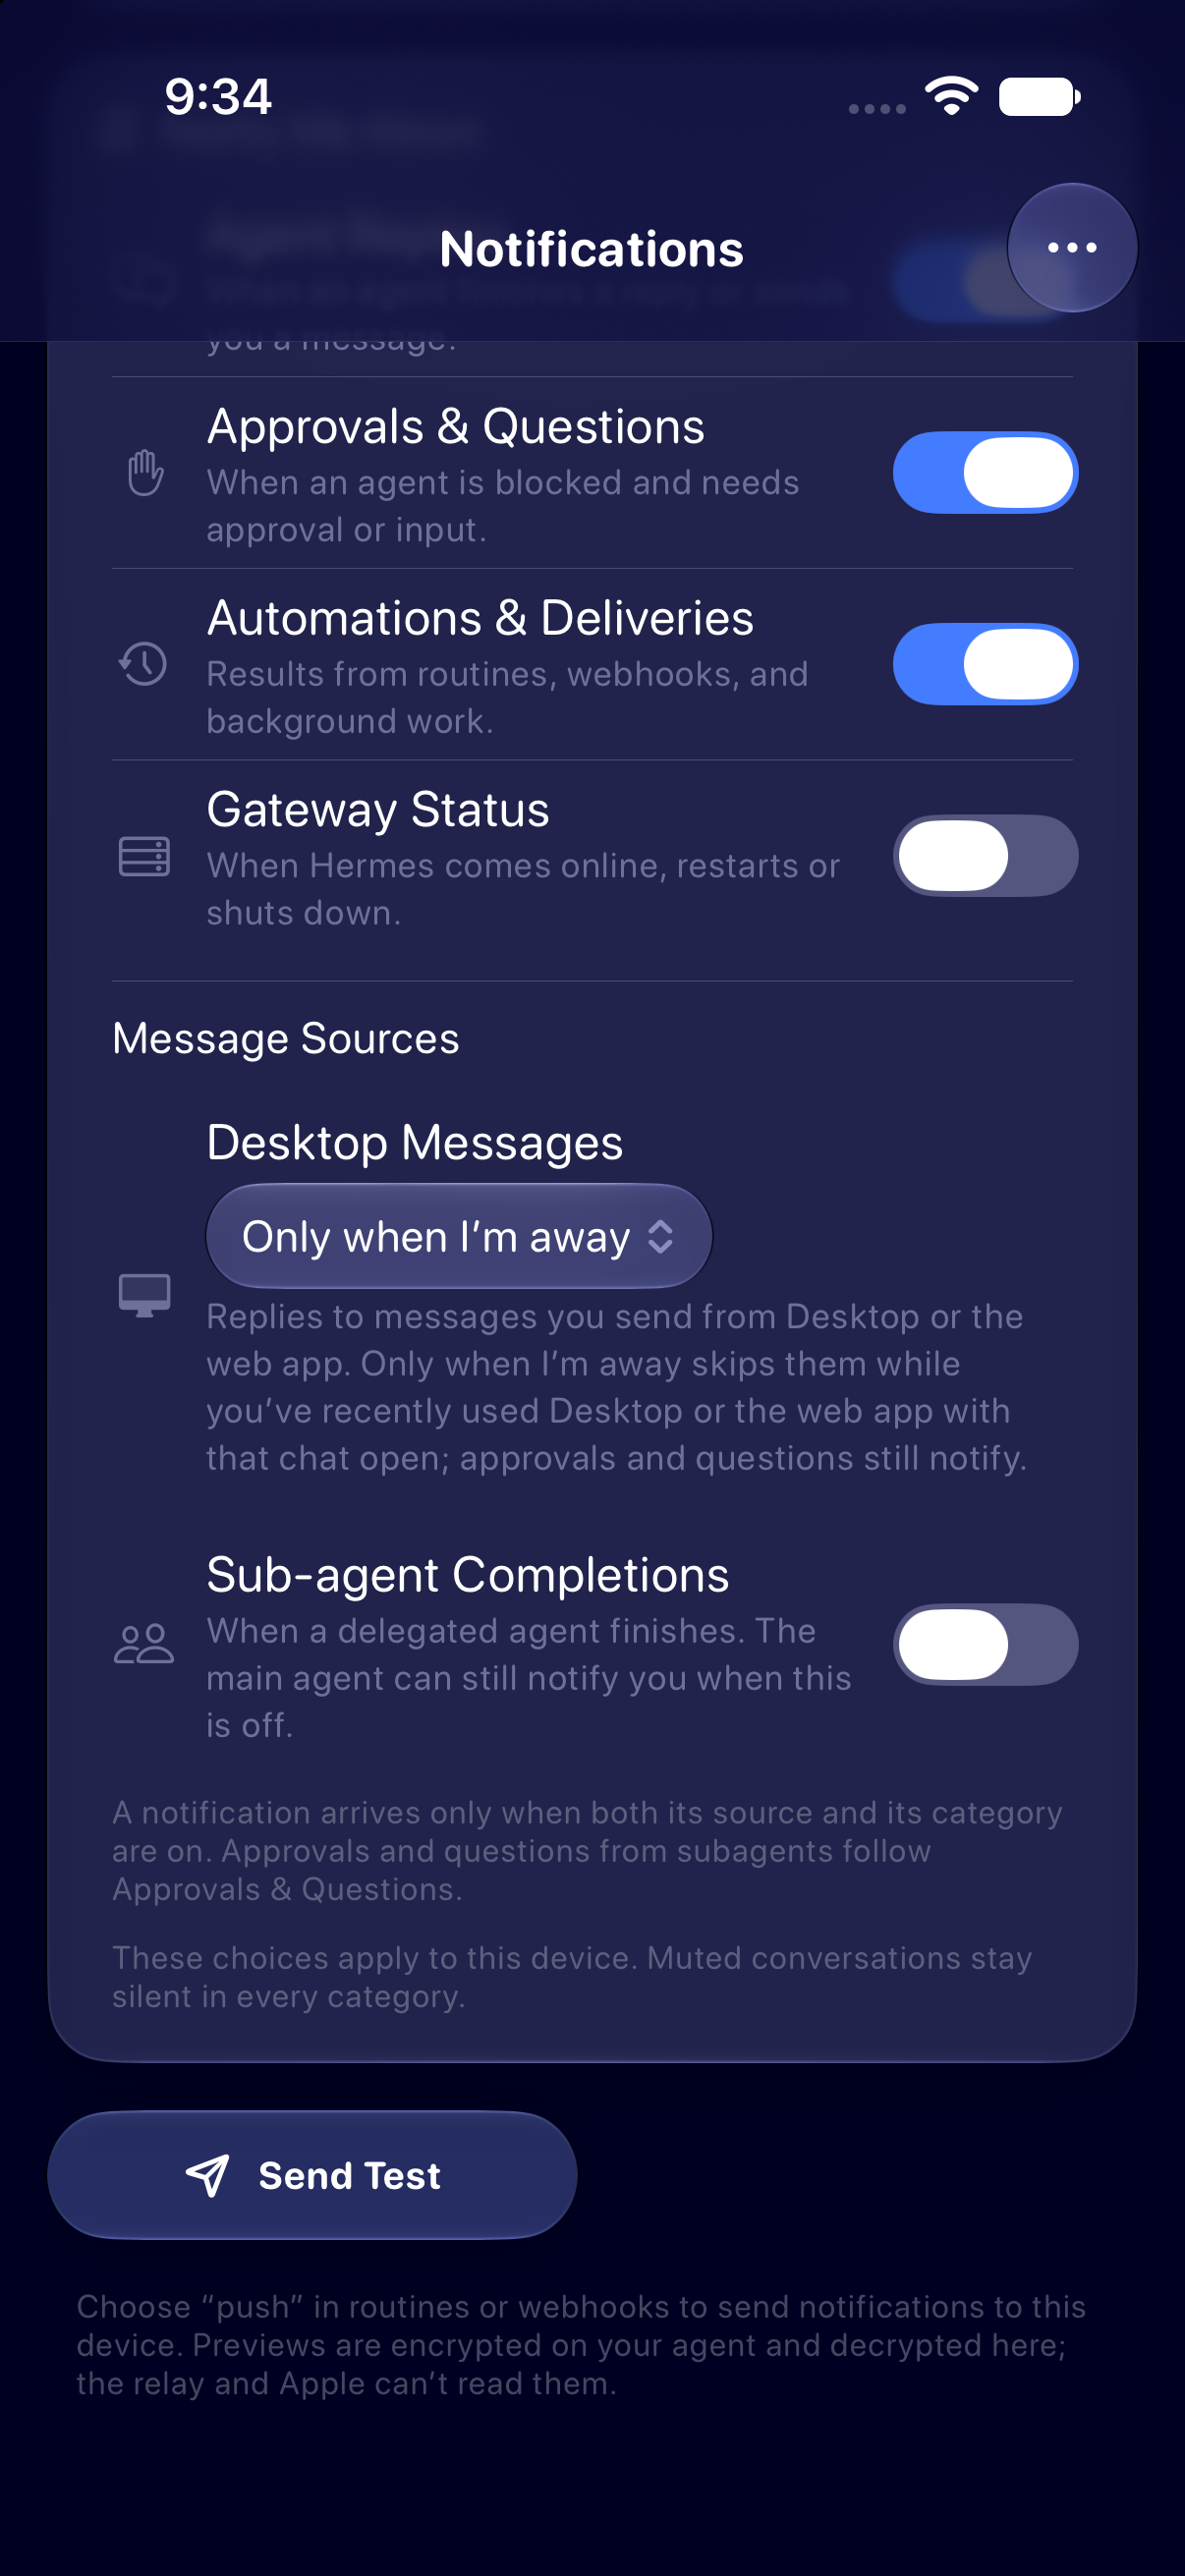 9:34
Notifications
you a message.
Approvals & Questions
When an agent is blocked and needs
approval or input.
Automations & Deliveries
Results from routines, webhooks, and
background work.
Gateway Status
When Hermes comes online, restarts or
shuts down.
Message Sources
Desktop Messages
Only when I’m away
Replies to messages you send from Desktop or the
web app. Only when I’m away skips them while
you’ve recently used Desktop or the web app with
that chat open; approvals and questions still notify.
Sub-agent Completions
When a delegated agent finishes. The
main agent can still notify you when this
is off.
A notification arrives only when both its source and its category
are on. Approvals and questions from subagents follow
Approvals & Questions.
These choices apply to this device. Muted conversations stay
silent in every category.
Send Test
Choose “push” in routines or webhooks to send notifications to this
device. Previews are encrypted on your agent and decrypted here;
the relay and Apple can’t read them.